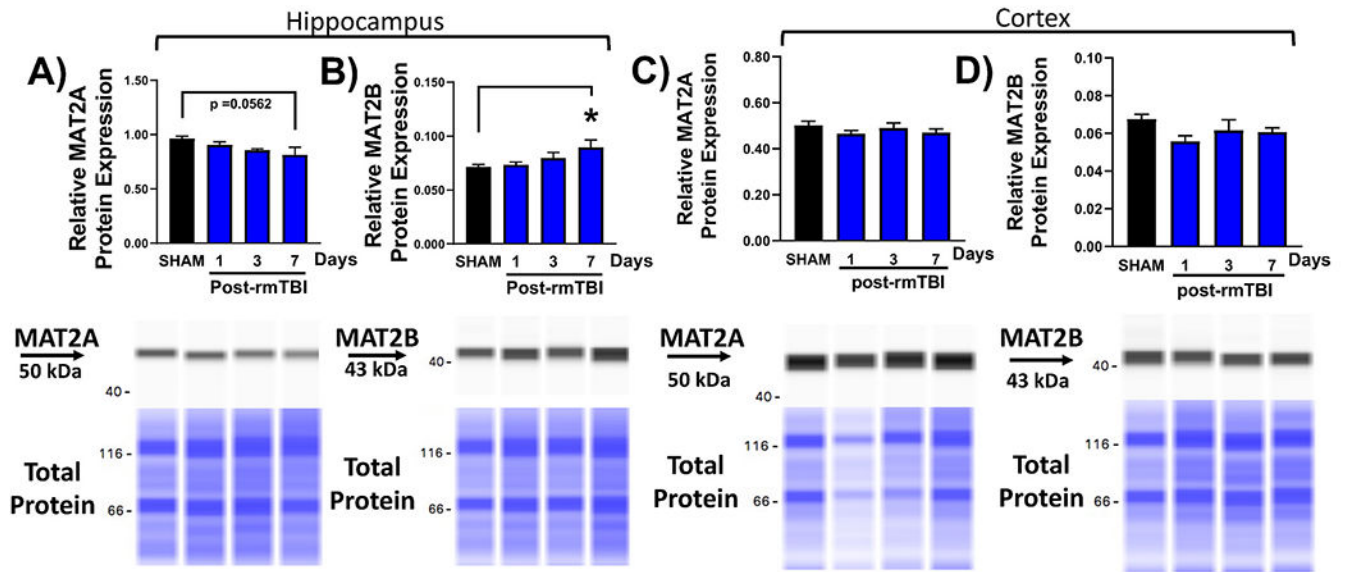 Hippocampus
Cortex
A)
Relative MAT2A
Protein Expression
1.50
1.00
0.50
0.00
p =0.0562
SHAM 1 3 7 Days
Post-rmTBI
B)
Relative MAT2B
Protein Expression
0.150
0.100
0.050
0.000
*
SHAM 1 3 7 Days
Post-rmTBI
C)
Relative MAT2A
Protein Expression
0.80
0.60
0.40
0.20
0.00
SHAM 1 3 7 Days
post-rmTBI
D)
Relative MAT2B
Protein Expression
0.10
0.08
0.06
0.04
0.02
0.00
SHAM 1 3 7 Days
post-rmTBI
MAT2A
50 kDa
40 -
Total
Protein
116 -
66 -
MAT2B
43 kDa
40 -
Total
Protein
116 -
66 -
MAT2A
50 kDa
40 -
Total
Protein
116 -
66 -
MAT2B
43 kDa
40 -
Total
Protein
116 -
66 -